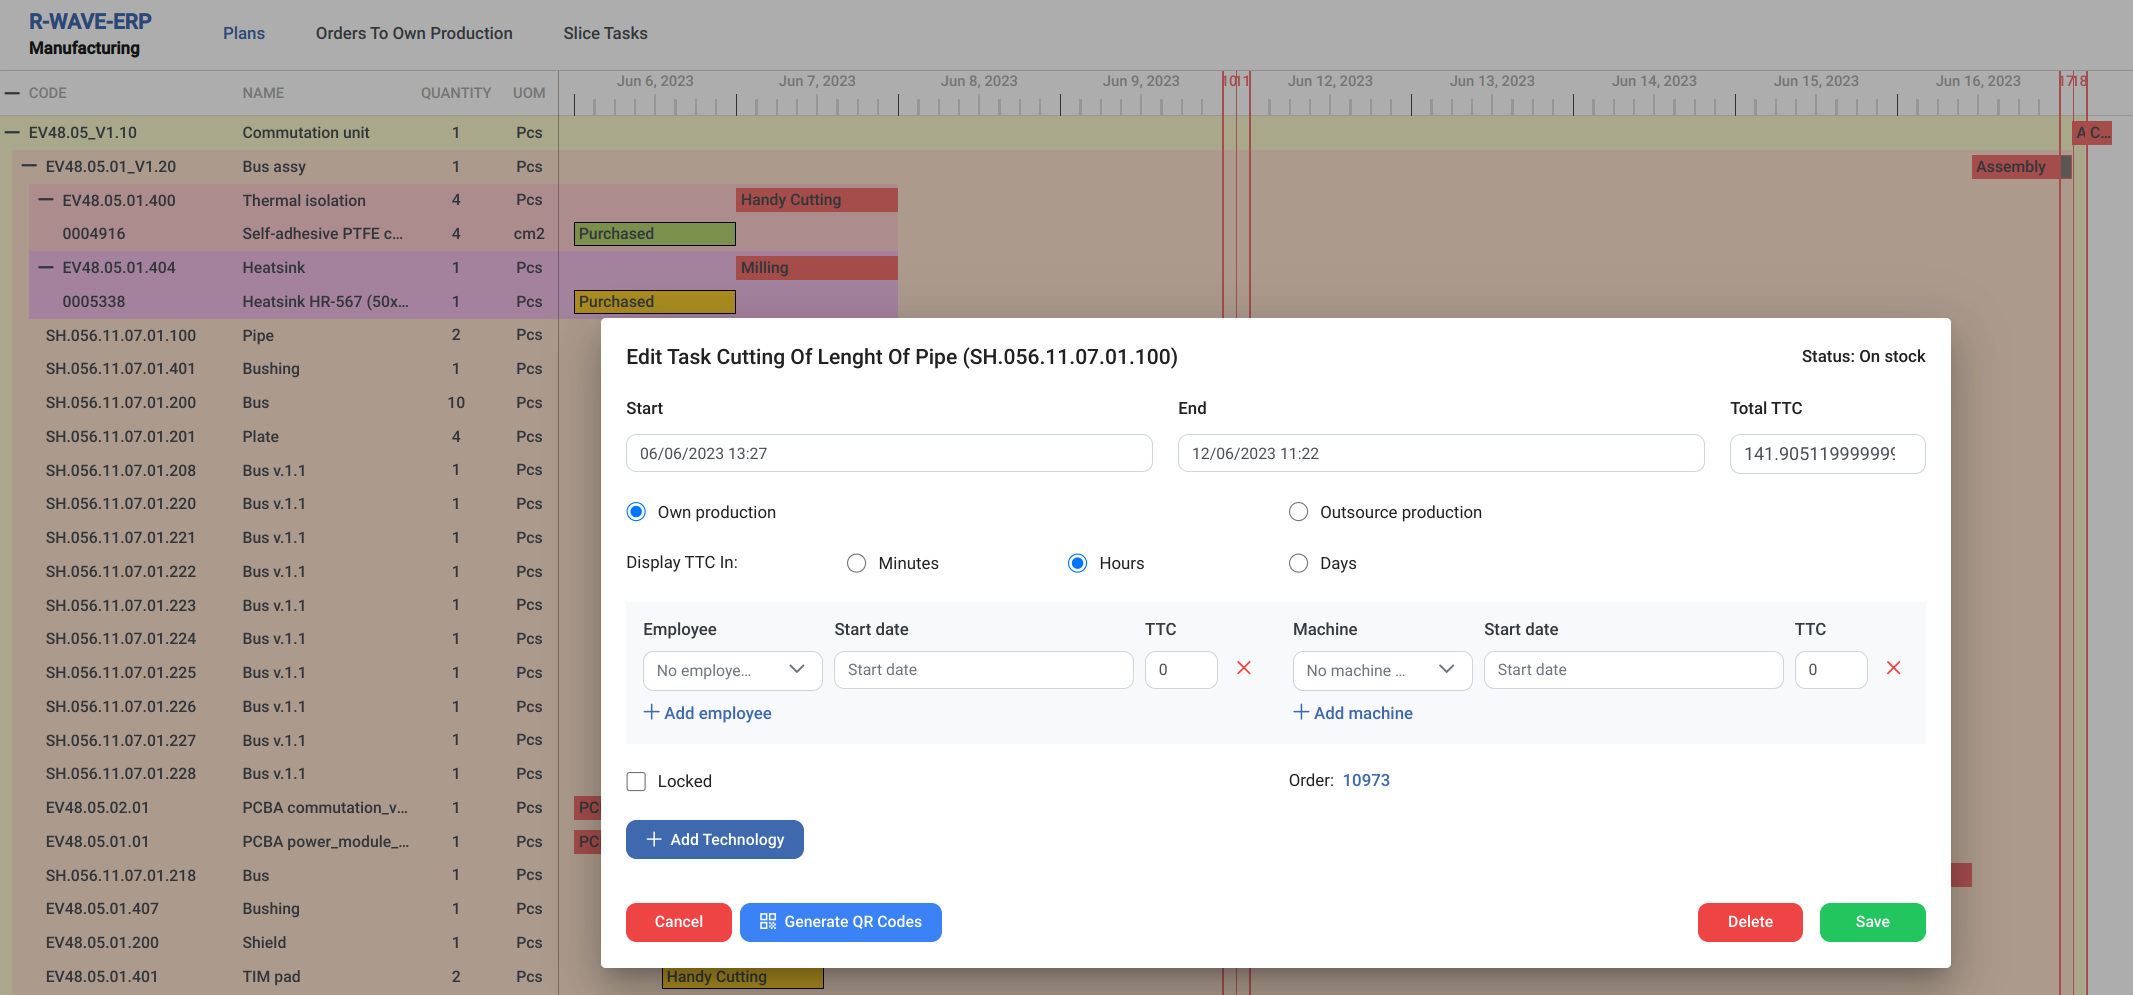 R-WAVE-ERP
Manufacturing
Plans
Orders To Own Production
Slice Tasks
CODE NAME QUANTITY UOM
Jun 6, 2023 Jun 7, 2023 Jun 8, 2023 Jun 9, 2023 10 11 Jun 12, 2023 Jun 13, 2023 Jun 14, 2023 Jun 15, 2023 Jun 16, 2023 17 18
EV48.05_V1.10 Commutation unit 1 Pcs A C...
EV48.05.01_V1.20 Bus assy 1 Pcs Assembly
EV48.05.01.400 Thermal isolation 4 Pcs Handy Cutting
0004916 Self-adhesive PTFE c... 4 cm2 Purchased
EV48.05.01.404 Heatsink 1 Pcs Milling
0005338 Heatsink HR-567 (50x... 1 Pcs Purchased
SH.056.11.07.01.100 Pipe 2 Pcs
SH.056.11.07.01.401 Bushing 1 Pcs
SH.056.11.07.01.200 Bus 10 Pcs
SH.056.11.07.01.201 Plate 4 Pcs
SH.056.11.07.01.208 Bus v.1.1 1 Pcs
SH.056.11.07.01.220 Bus v.1.1 1 Pcs
SH.056.11.07.01.221 Bus v.1.1 1 Pcs
SH.056.11.07.01.222 Bus v.1.1 1 Pcs
SH.056.11.07.01.223 Bus v.1.1 1 Pcs
SH.056.11.07.01.224 Bus v.1.1 1 Pcs
SH.056.11.07.01.225 Bus v.1.1 1 Pcs
SH.056.11.07.01.226 Bus v.1.1 1 Pcs
SH.056.11.07.01.227 Bus v.1.1 1 Pcs
SH.056.11.07.01.228 Bus v.1.1 1 Pcs
EV48.05.02.01 PCBA commutation_v... 1 Pcs PC
EV48.05.01.01 PCBA power_module_... 1 Pcs PC
SH.056.11.07.01.218 Bus 1 Pcs
EV48.05.01.407 Bushing 1 Pcs
EV48.05.01.200 Shield 1 Pcs
EV48.05.01.401 TIM pad 2 Pcs Handy Cutting
Edit Task Cutting Of Lenght Of Pipe (SH.056.11.07.01.100)
Status: On stock
Start End Total TTC
06/06/2023 13:27 12/06/2023 11:22 141.905119999999
Own production Outsource production
Display TTC In: Minutes Hours Days
Employee Start date TTC Machine Start date TTC
No employe... Start date 0 No machine ... Start date 0
Add employee Add machine
Locked Order: 10973
Add Technology
Cancel Generate QR Codes Delete Save